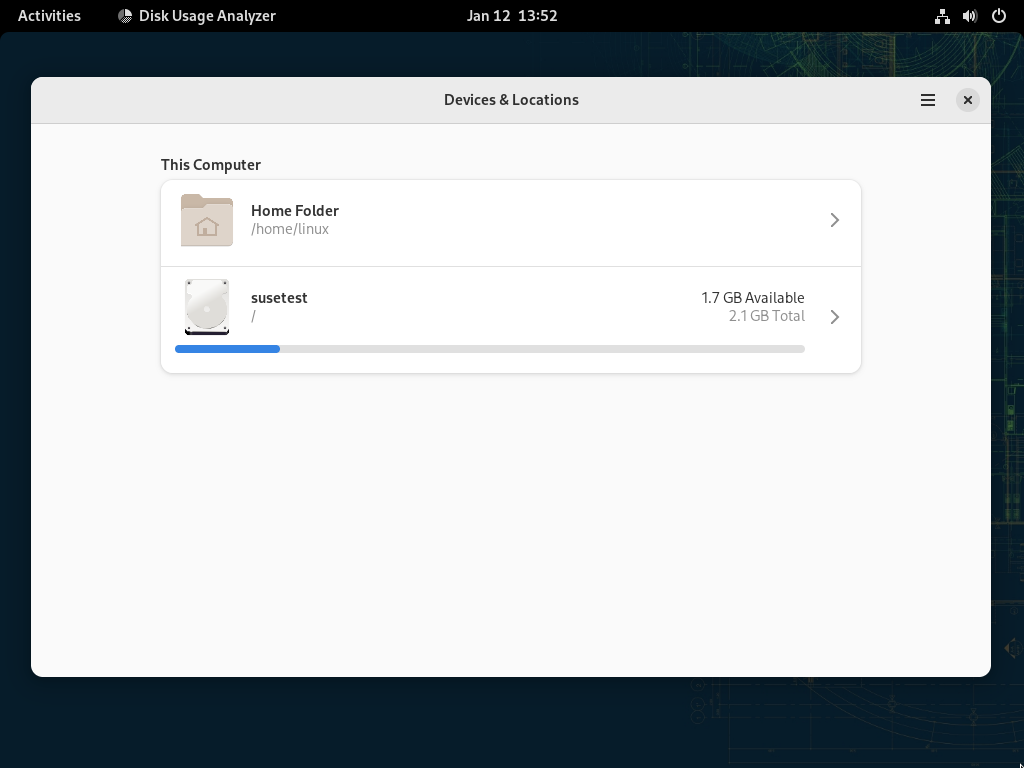 Activities
Disk Usage Analyzer
Jan 12 13:52
Devices & Locations
This Computer
Home Folder
/home/linux
susetest
1.7 GB Available
/
2.1 GB Total